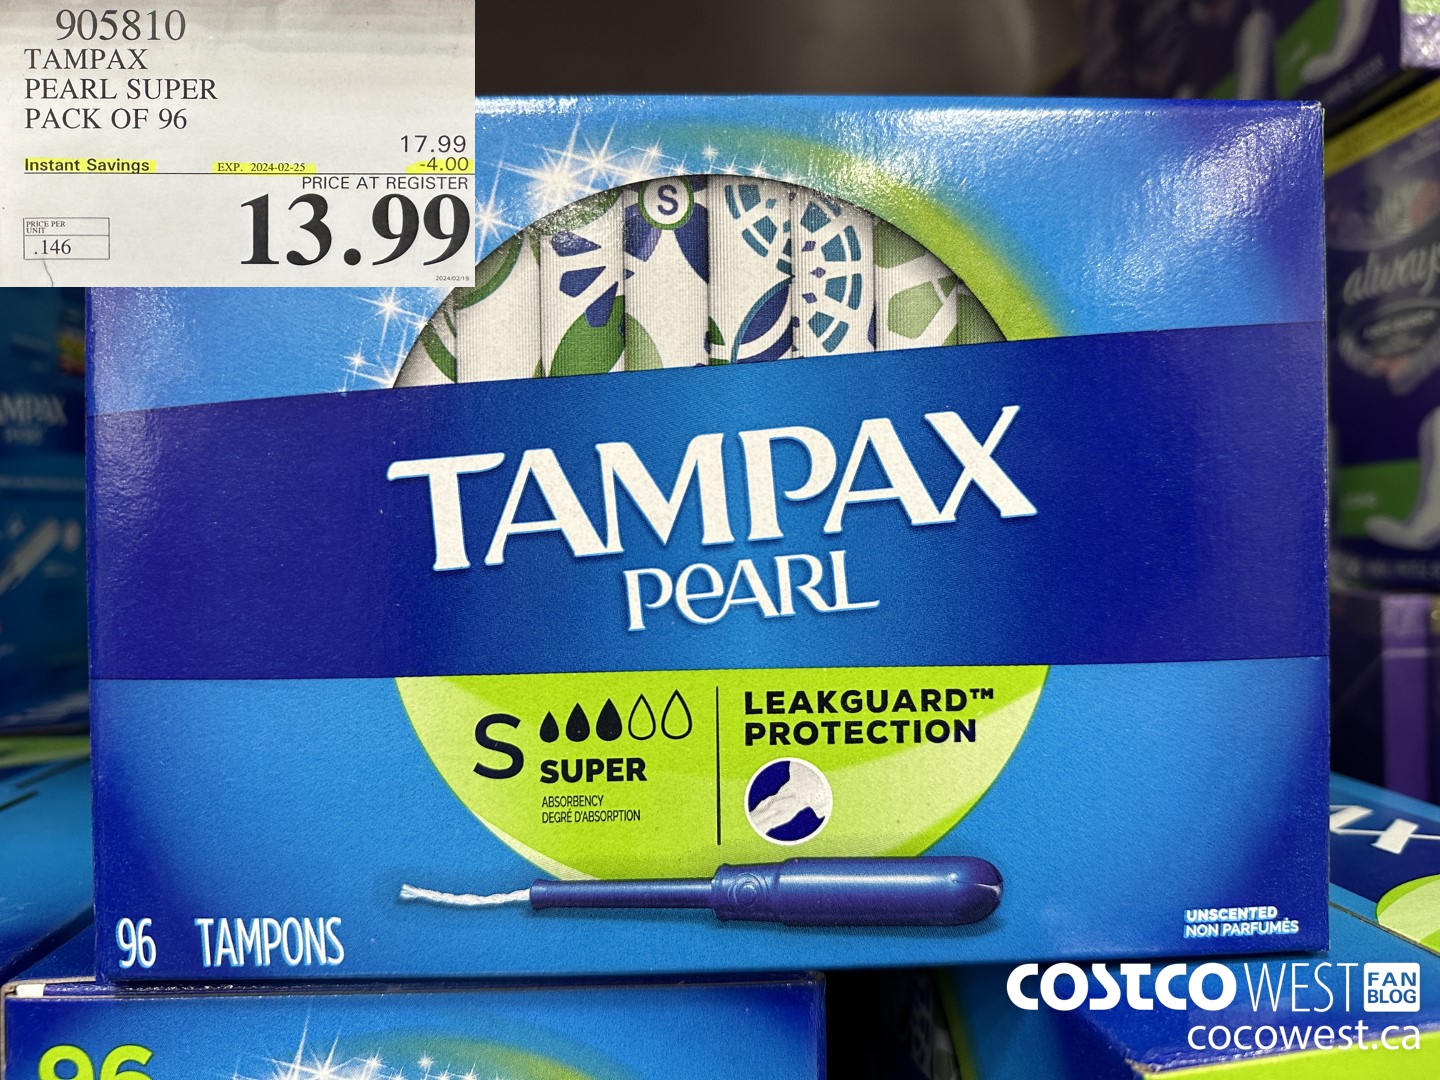 905810
TAMPAX
PEARL SUPER
PACK OF 96
17.99
Instant Savings EXP. 2024-02-25 -4.00
PRICE AT REGISTER
13.99
PRICE PER
UNIT
.146
2024/02/19
S
TAMPAX
PEARL
S SUPER
ABSORBENCY
DEGRÉ D'ABSORPTION
LEAKGUARD™
PROTECTION
96 TAMPONS
UNSCENTED
NON PARFUMÉS
always
96
COSTCO WEST FAN BLOG
cocowest.ca